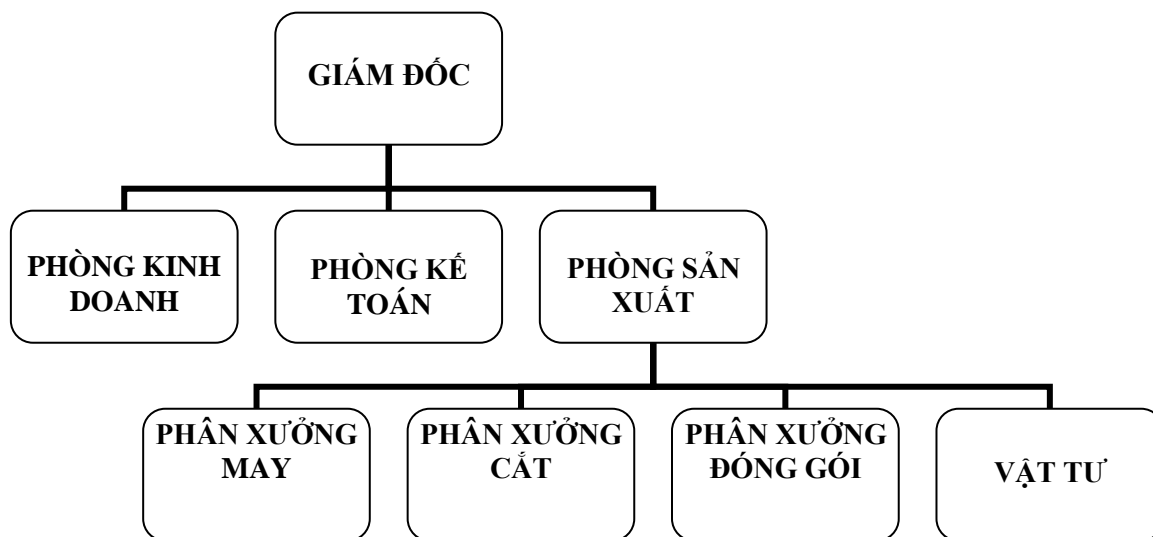 GIÁM ĐỐC
PHÒNG KINH
DOANH
PHÒNG KẾ
TOÁN
PHÒNG SẢN
XUẤT
PHÂN XƯỞNG
MAY
PHÂN XƯỞNG
CẮT
PHÂN XƯỞNG
ĐÓNG GÓI
VẬT TƯ